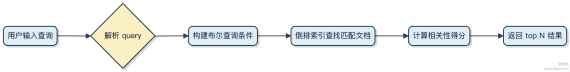 用户输入查询
解析 query
构建布尔查询条件
倒排索引查找匹配文档
计算相关性得分
返回 top N 结果